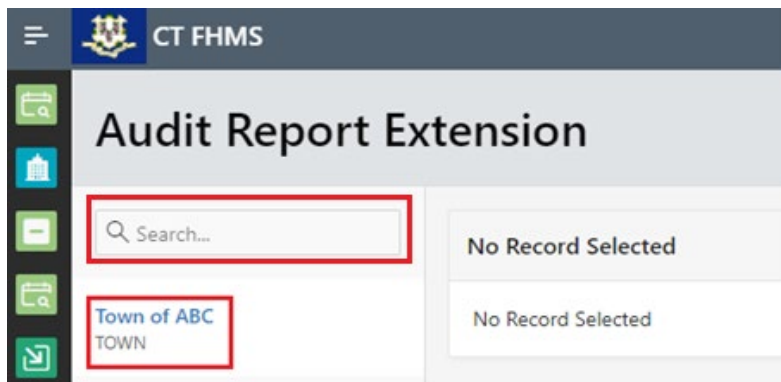 CT FHMS
Audit Report Extension
Search...
Town of ABC
TOWN
No Record Selected
No Record Selected